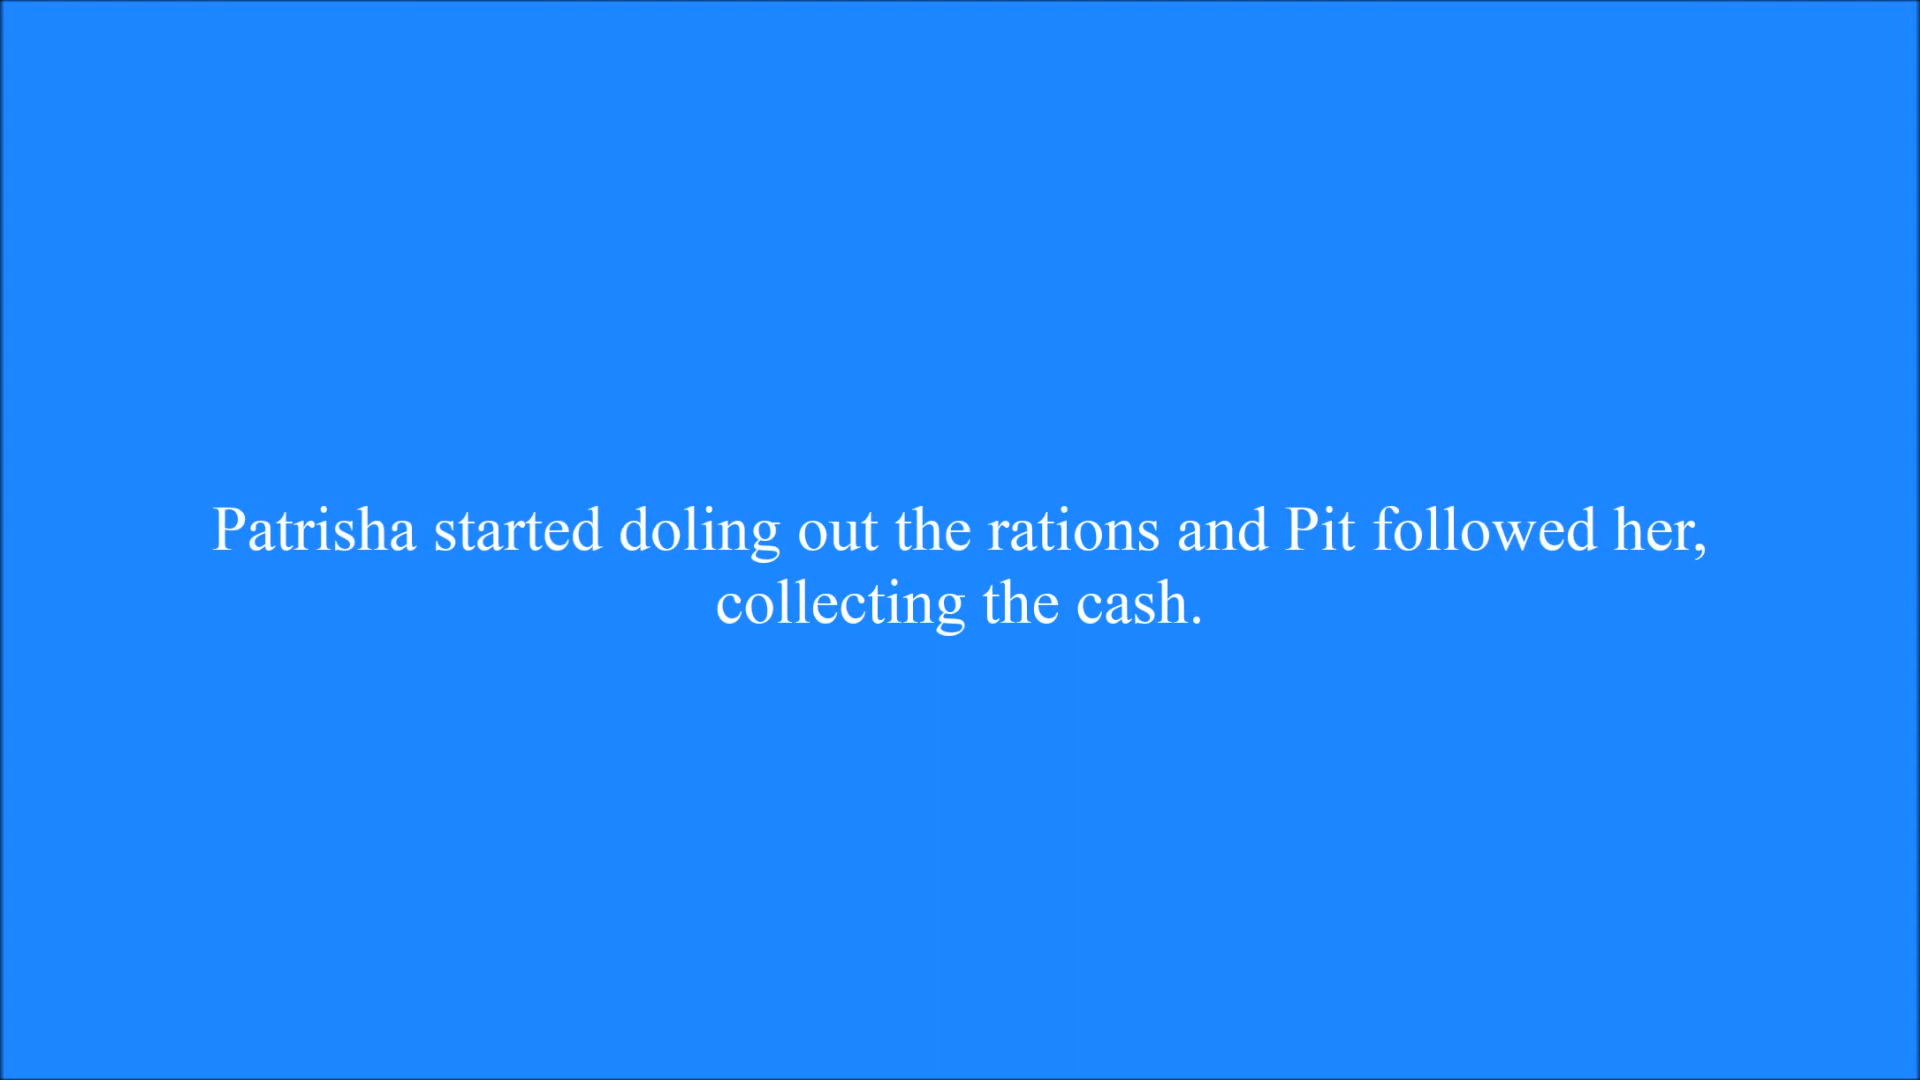 Patrisha started doling out the rations and Pit followed her,
collecting the cash.